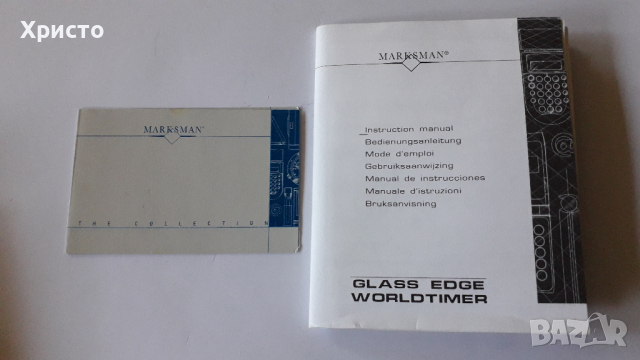 Христо
MARKSMAN®
THE COLLECTION
MARKSMAN®
Instruction manual
Bedienungsanleitung
Mode d'emploi
Gebruiksaanwijzing
Manual de instrucciones
Manuale d'istruzioni
Bruksanvisning
GLASS EDGE
WORLDTIMER
BAZAR